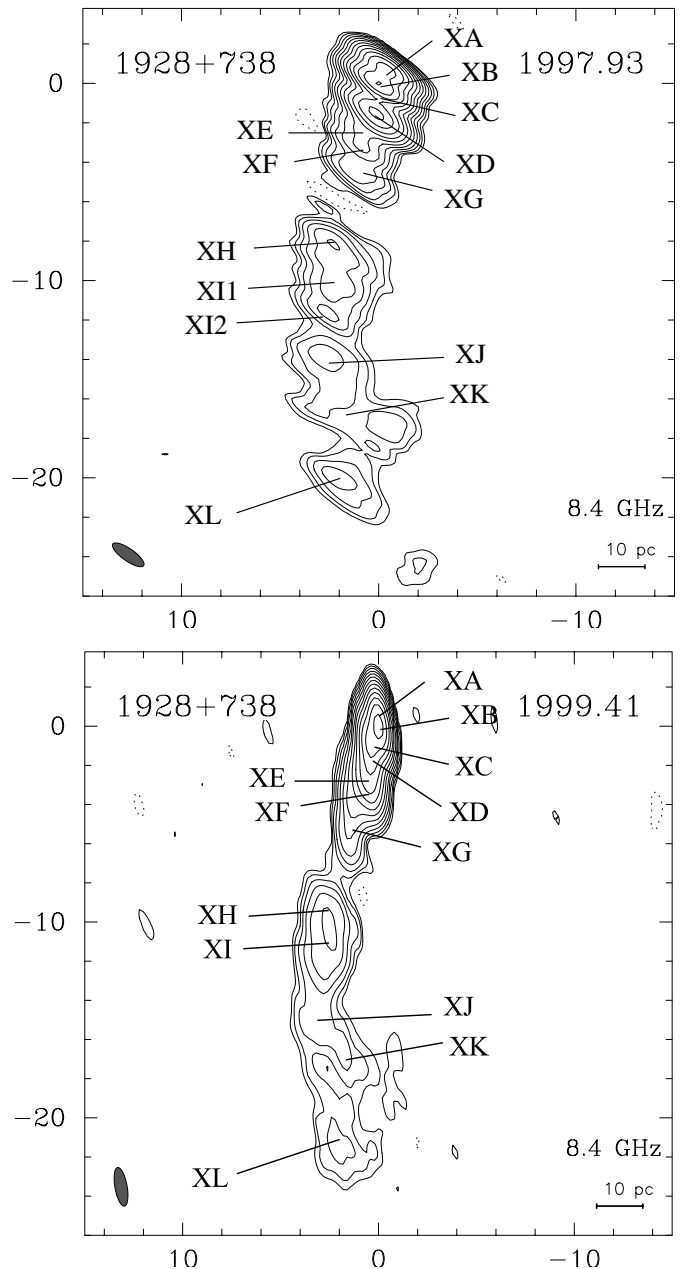 1928+738 1997.93
XA
XB
XC
XD
XE
XF
XG
XH
XI1
XI2
XJ
XK
XL
8.4 GHz
10 pc
0
−10
−20
10 0 −10
1928+738 1999.41
XA
XB
XC
XD
XE
XF
XG
XH
XI
XJ
XK
XL
8.4 GHz
10 pc
0
−10
−20
10 0 −10